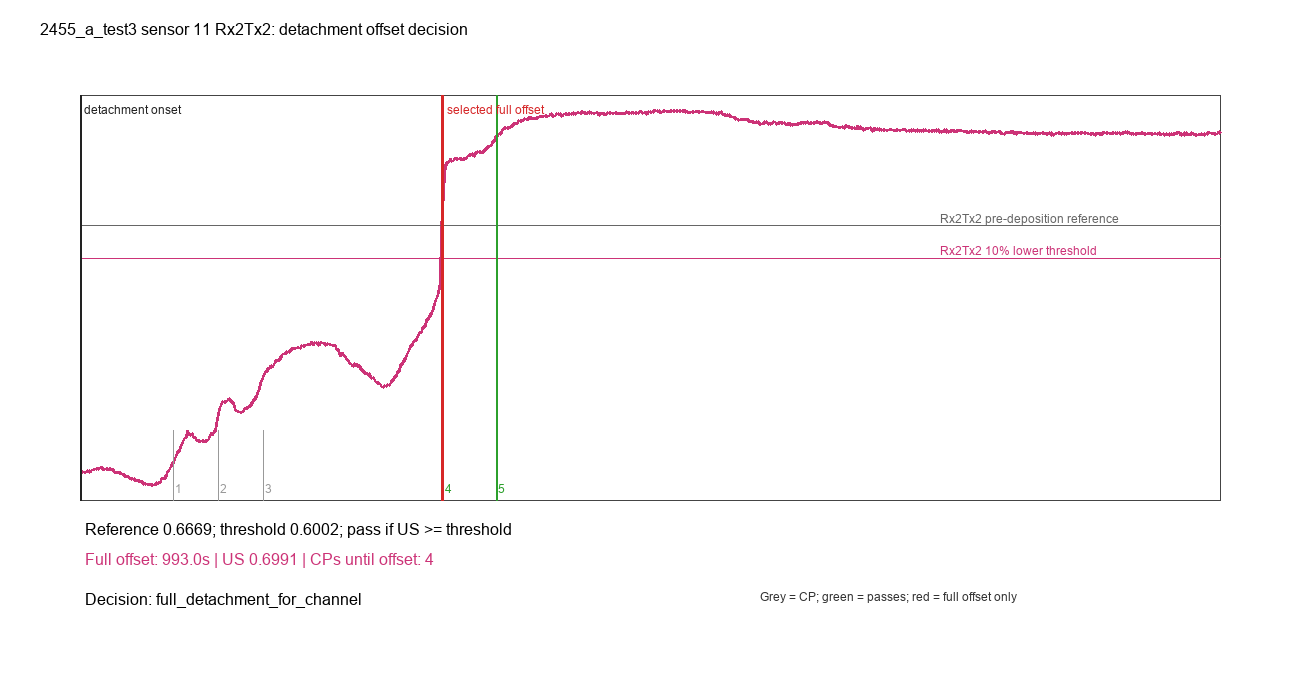 2455_a_test3 sensor 11 Rx2Tx2: detachment offset decision
detachment onset
selected full offset
Rx2Tx2 pre-deposition reference
Rx2Tx2 10% lower threshold
1
2
3
4
5
Reference 0.6669; threshold 0.6002; pass if US >= threshold
Full offset: 993.0s | US 0.6991 | CPs until offset: 4
Decision: full_detachment_for_channel
Grey = CP; green = passes; red = full offset only